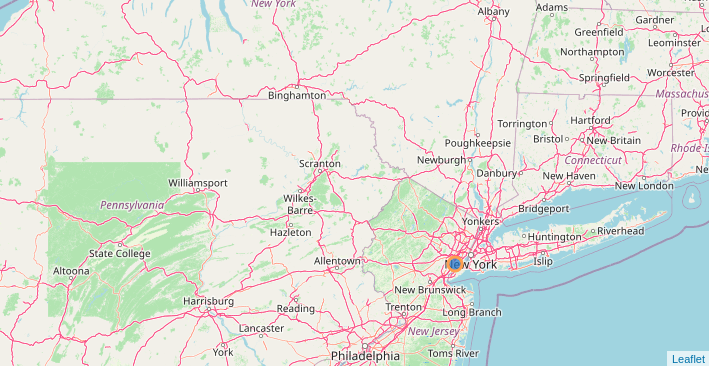 New York
Albany
Adams
Gardner
Greenfield
Leominster
Northampton
Springfield
Worcester
Massachus
Binghamton
Torrington
Hartford
Provi
Poughkeepsie
Bristol
New Britain
Rhode Is
Connecticut
Newburgh
Danbury
New Haven
New London
Ne
Scranton
Williamsport
Wilkes-
Barre
Pennsylvania
Bridgeport
Yonkers
Riverhead
Hazleton
Huntington
State College
Altoona
Allentown
New York
Islip
New Brunswick
Harrisburg
Reading
Trenton
Long Branch
Lancaster
New Jersey
York
Philadelphia
Toms River
Leaflet